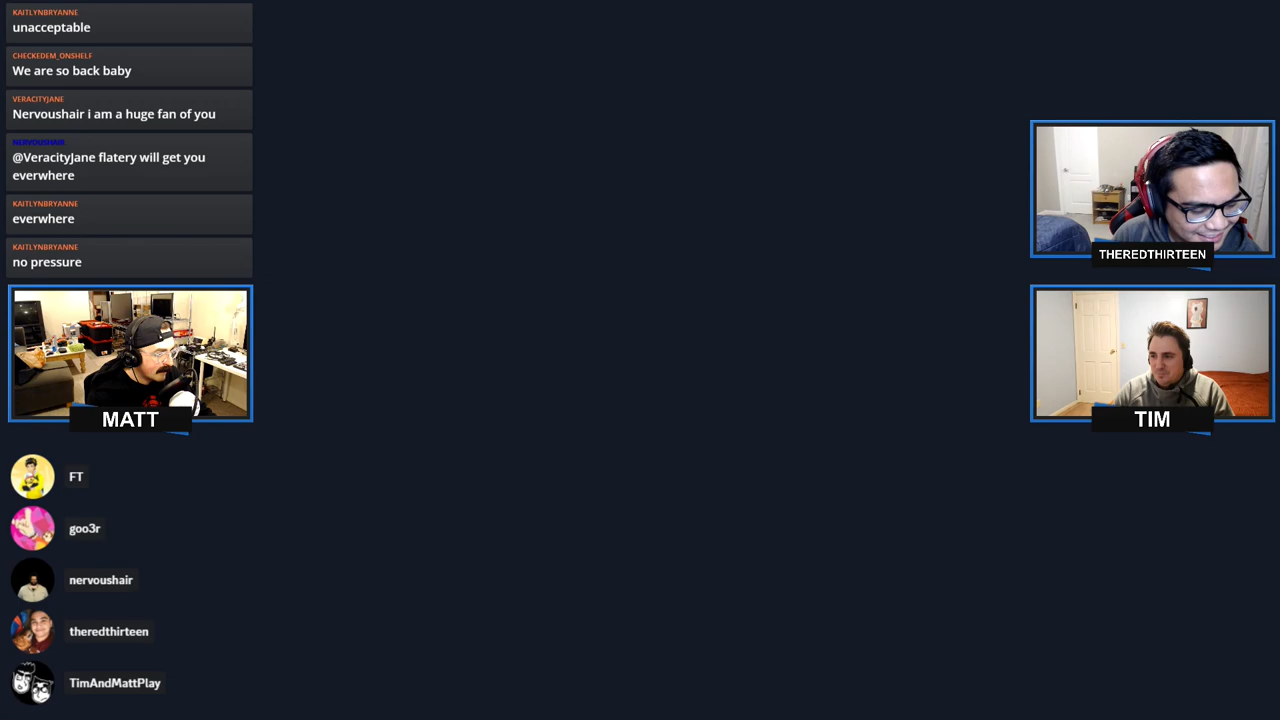 KAITLYNBRYANNE
unacceptable
CHECKEDEM_ONSHELF
We are so back baby
VERACITYJANE
Nervoushair i am a huge fan of you
NERVOUSHAIR
@VeracityJane flatery will get you
everwhere
KAITLYNBRYANNE
everwhere
KAITLYNBRYANNE
no pressure
THEREDTHIRTEEN
MATT
TIM
FT
goo3r
nervoushair
theredthirteen
TimAndMattPlay